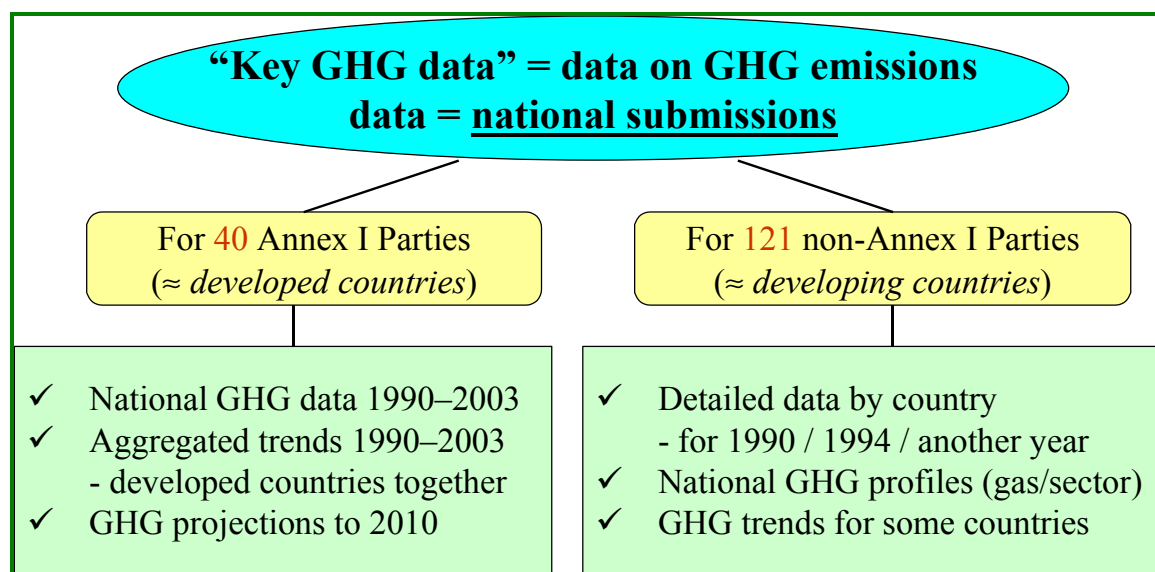 “Key GHG data” = data on GHG emissions
data = national submissions
For 40 Annex I Parties
(≈ developed countries)
For 121 non-Annex I Parties
(≈ developing countries)
✓ National GHG data 1990–2003
✓ Aggregated trends 1990–2003
- developed countries together
✓ GHG projections to 2010
✓ Detailed data by country
- for 1990 / 1994 / another year
✓ National GHG profiles (gas/sector)
✓ GHG trends for some countries